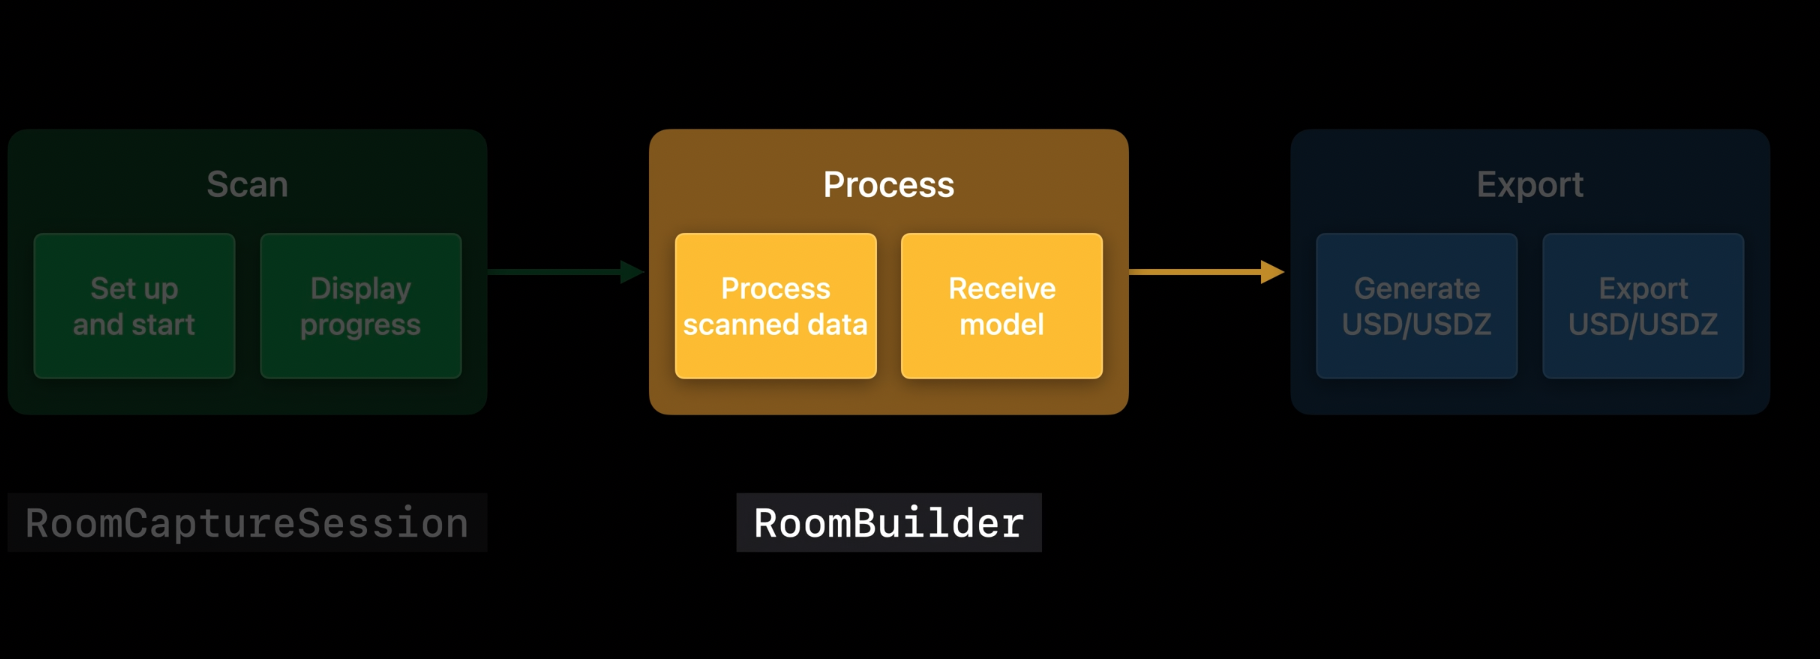 Scan
Set up
and start
Display
progress
Process
Process
scanned data
Receive
model
Export
Generate
USD/USDZ
Export
USD/USDZ
RoomCaptureSession
RoomBuilder